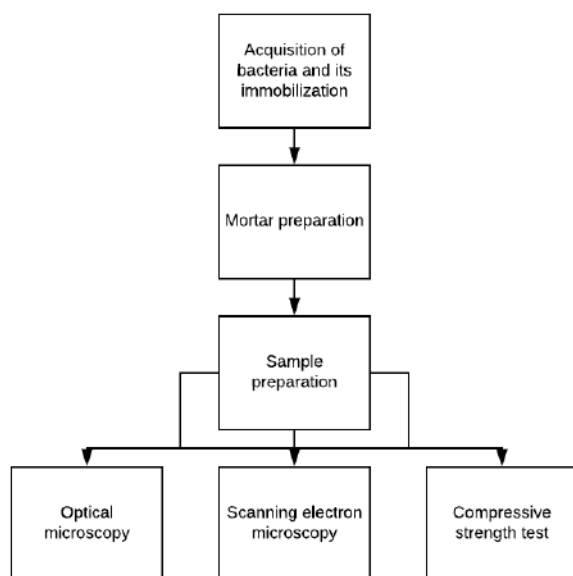 Acquisition of
bacteria and its
immobilization
Mortar preparation
Sample
preparation
Optical
microscopy
Scanning electron
microscopy
Compressive
strength test